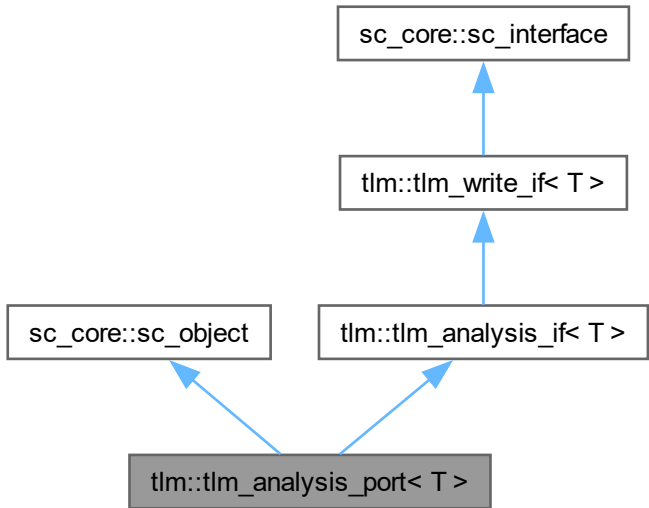 sc_core::sc_interface
tlm::tlm_write_if< T >
sc_core::sc_object
tlm::tlm_analysis_if< T >
tlm::tlm_analysis_port< T >